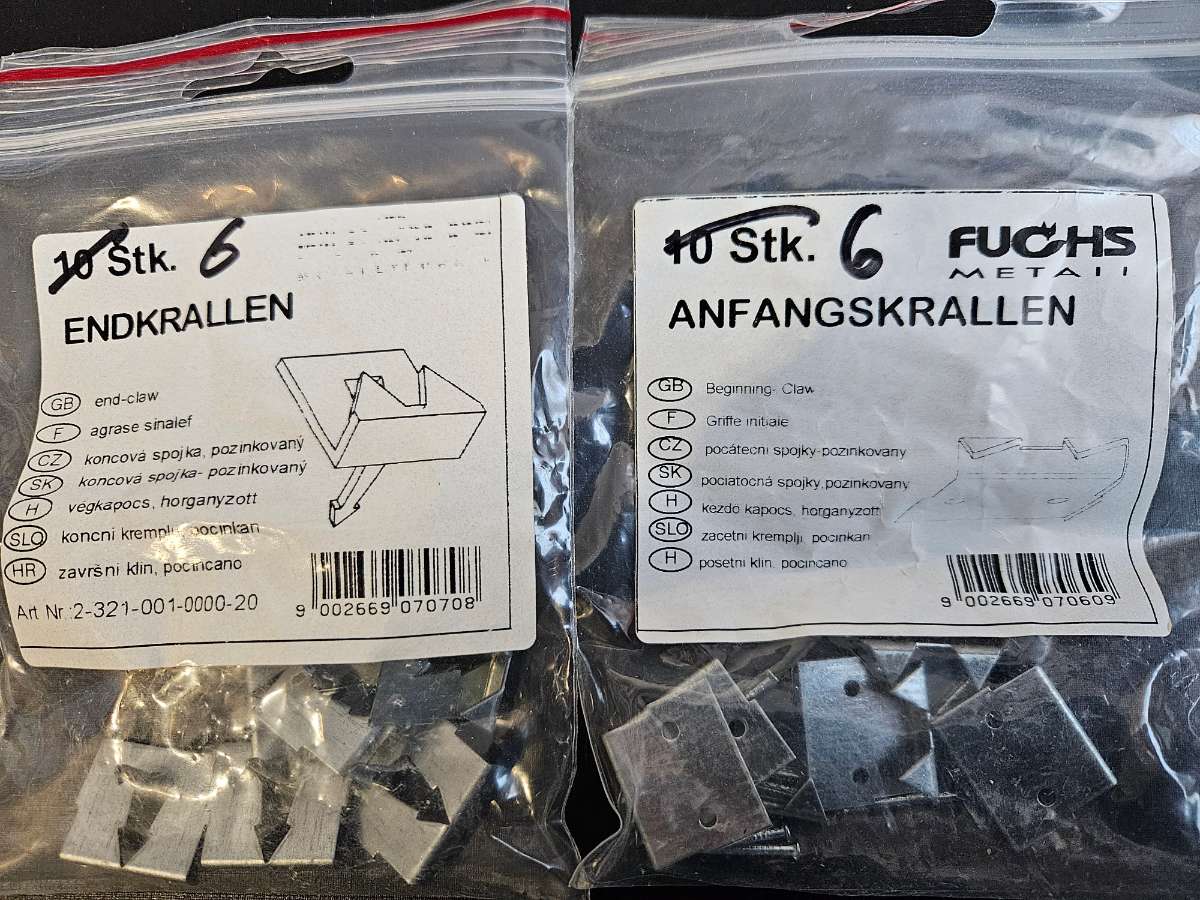 10 Stk. 6
ENDKRALLEN
GB end-claw
F agrase sinalef
CZ koncová spojka, pozinkovaný
SK koncová spojka- pozinkovaný
H végkapocs, horganyzott
SLO koncni kremplji, pocinkan
HR završni klin, pocincano
Art Nr.:2-321-001-0000-20
9 002669 070708
10 Stk. 6
FUCHS
METALL
ANFANGSKRALLEN
GB Beginning- Claw
F Griffe initiale
CZ pocátecni spojky-pozinkovany
SK pociatocná spojky,pozinkovany
H kezdö kapocs, horganyzott
SLO zacetni kremplji, pocinkan
H posetni klin, pocincano
9 002669 070609